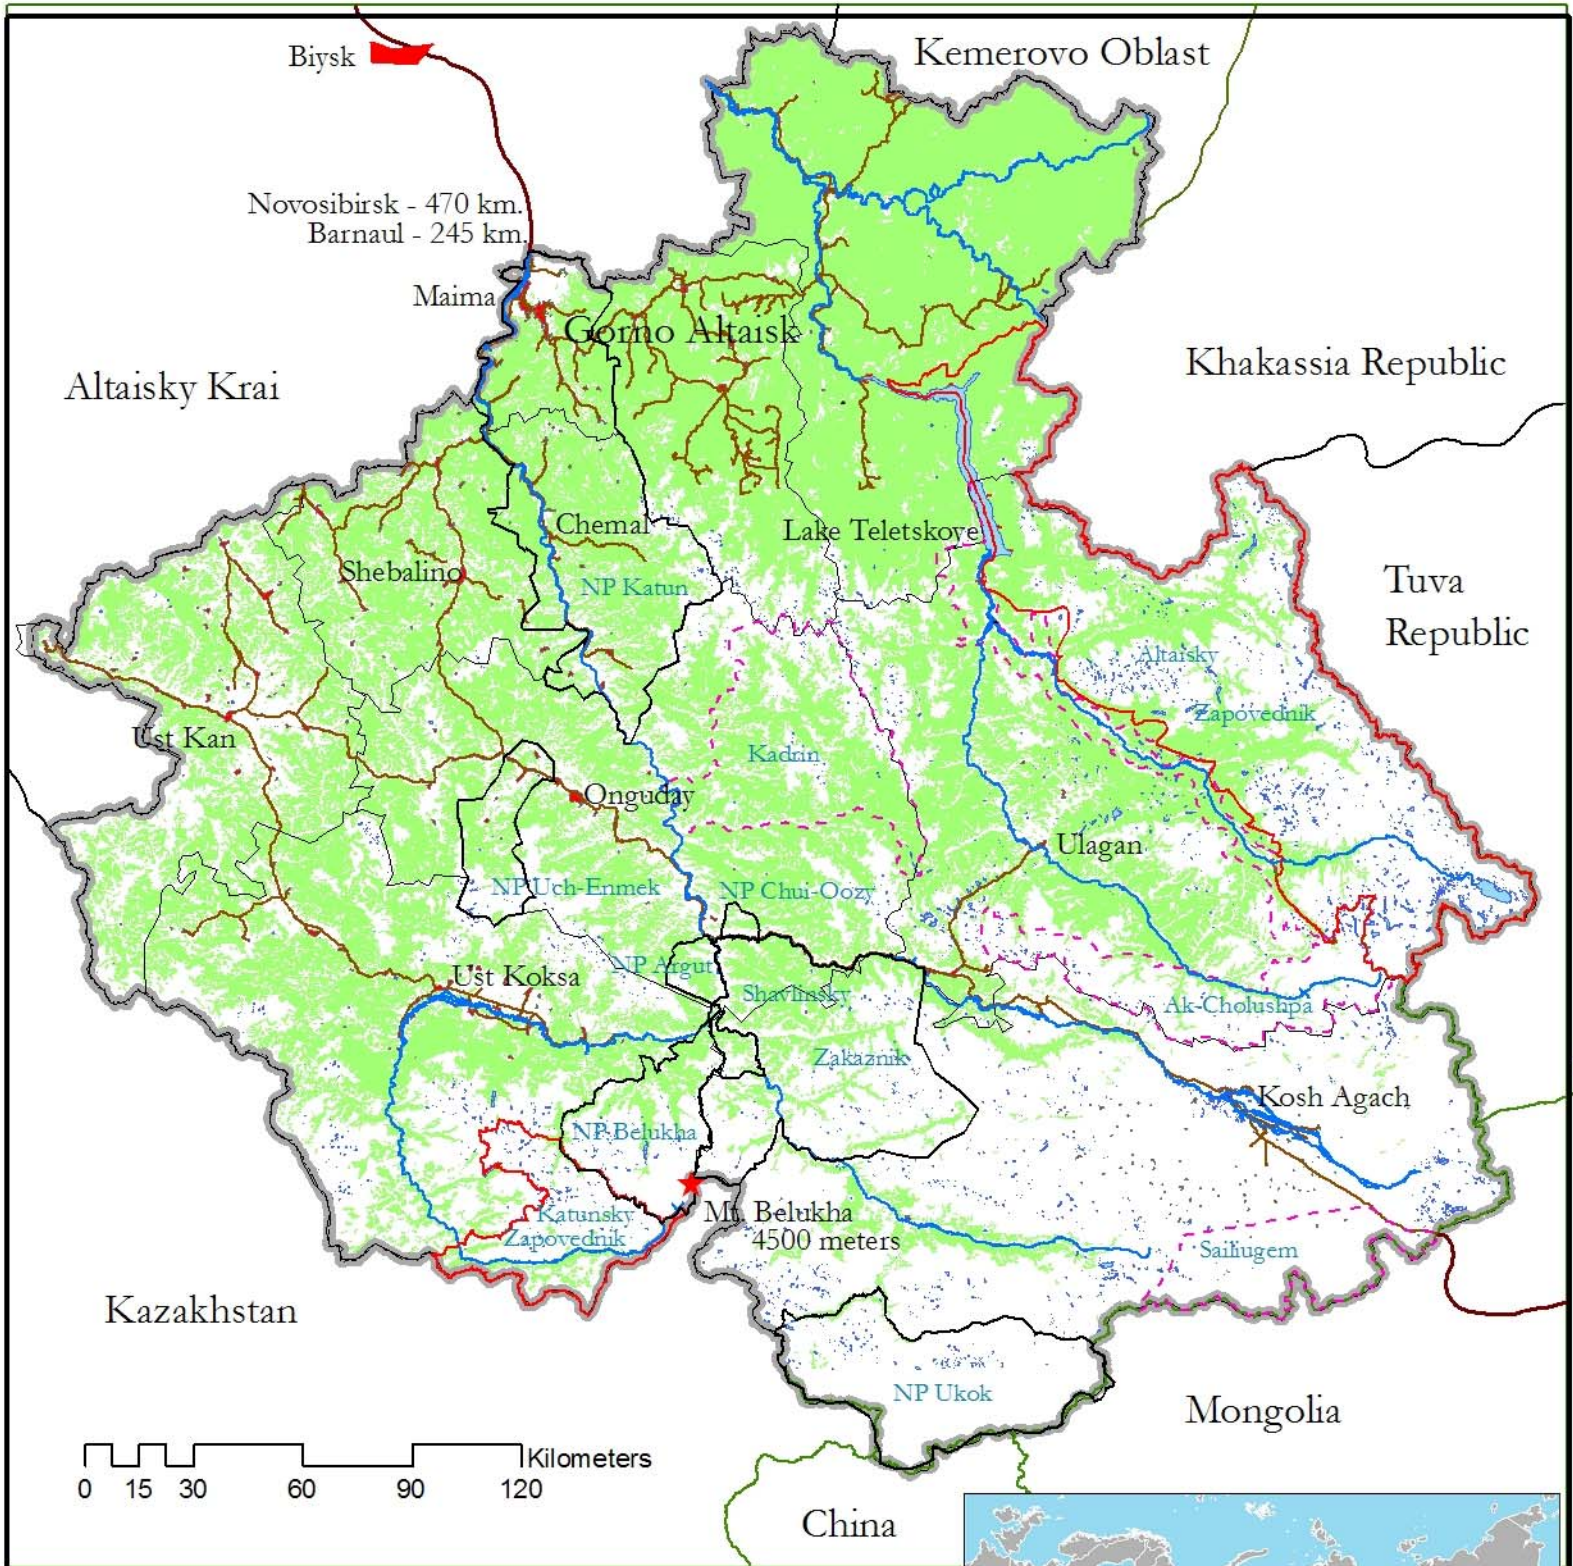 Biysk
Kemerovo Oblast
Novosibirsk - 470 km.
Barnaul - 245 km.
Maima
Gorno Altaisk
Altaisky Krai
Khakassia Republic
Chemal
Lake Teletskoye
Shebalino
NP Katun
Tuva
Republic
Altaisky
Zapovednik
Ust Kan
Kadrin
Onguday
Ulagan
NP Uch-Enmek
NP Chui-Oozy
NP Argut
Ust Koksa
Shavlinsky
Ak-Cholushpa
Zakaznik
Kosh Agach
NP Belukha
Katunsky
Zapovednik
Mt. Belukha
4500 meters
Sailiugem
Kazakhstan
NP Ukok
Mongolia
Kilometers
0 15 30 60 90 120
China